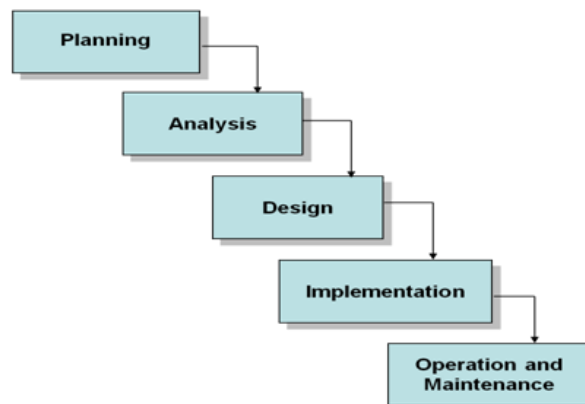 Planning
Analysis
Design
Implementation
Operation and
Maintenance